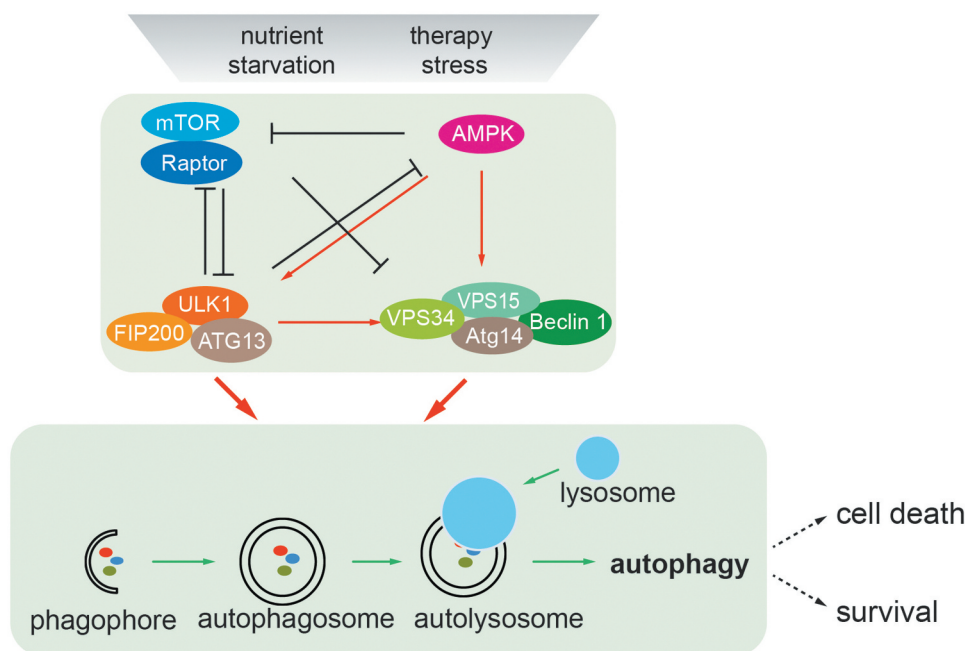 nutrient
starvation
therapy
stress
mTOR
Raptor
AMPK
ULK1
FIP200
ATG13
VPS34
VPS15
Atg14
Beclin 1
lysosome
phagophore
autophagosome
autolysosome
autophagy
cell death
survival